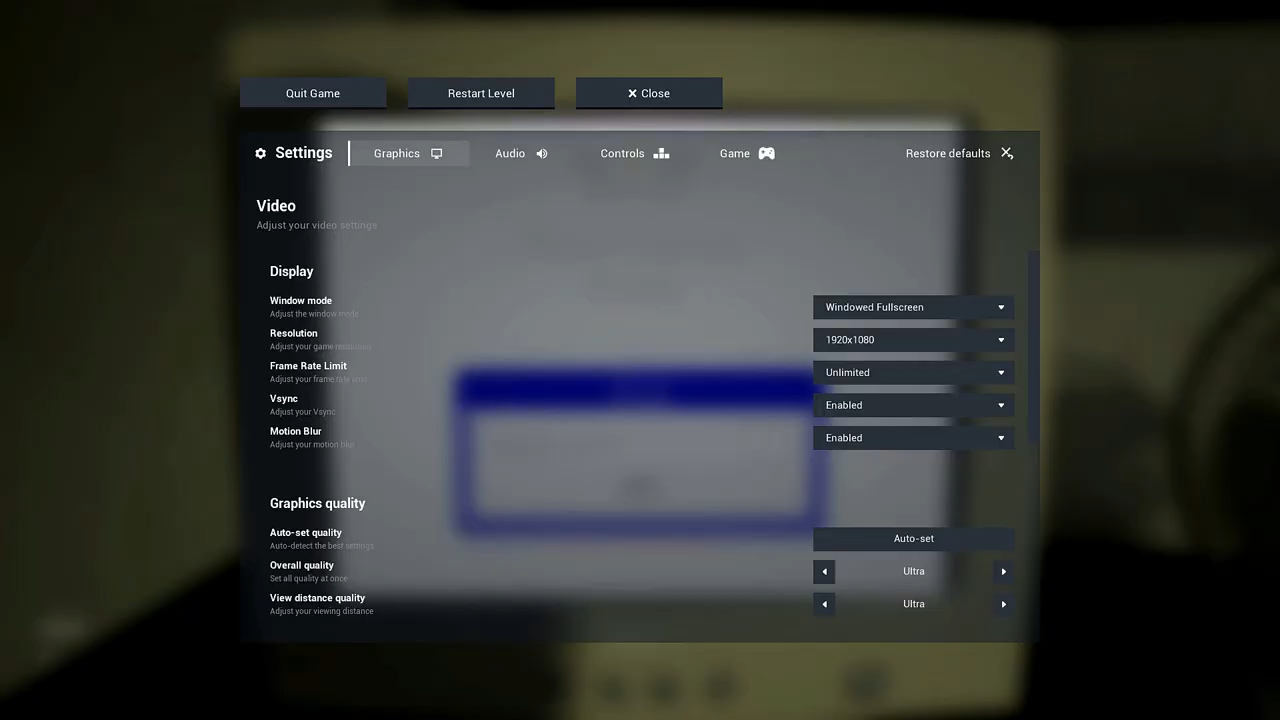 Quit Game
Restart Level
Close
Settings
Graphics
Audio
Controls
Game
Restore defaults
Video
Adjust your video settings
Display
Window mode
Adjust the window mode
Windowed Fullscreen
Resolution
Adjust your game resolution
1920x1080
Frame Rate Limit
Adjust your frame rate limit
Unlimited
Vsync
Adjust your Vsync
Enabled
Motion Blur
Adjust your motion blur
Enabled
Graphics quality
Auto-set quality
Auto-detect the best settings
Auto-set
Overall quality
Set all quality at once
Ultra
View distance quality
Adjust your viewing distance
Ultra